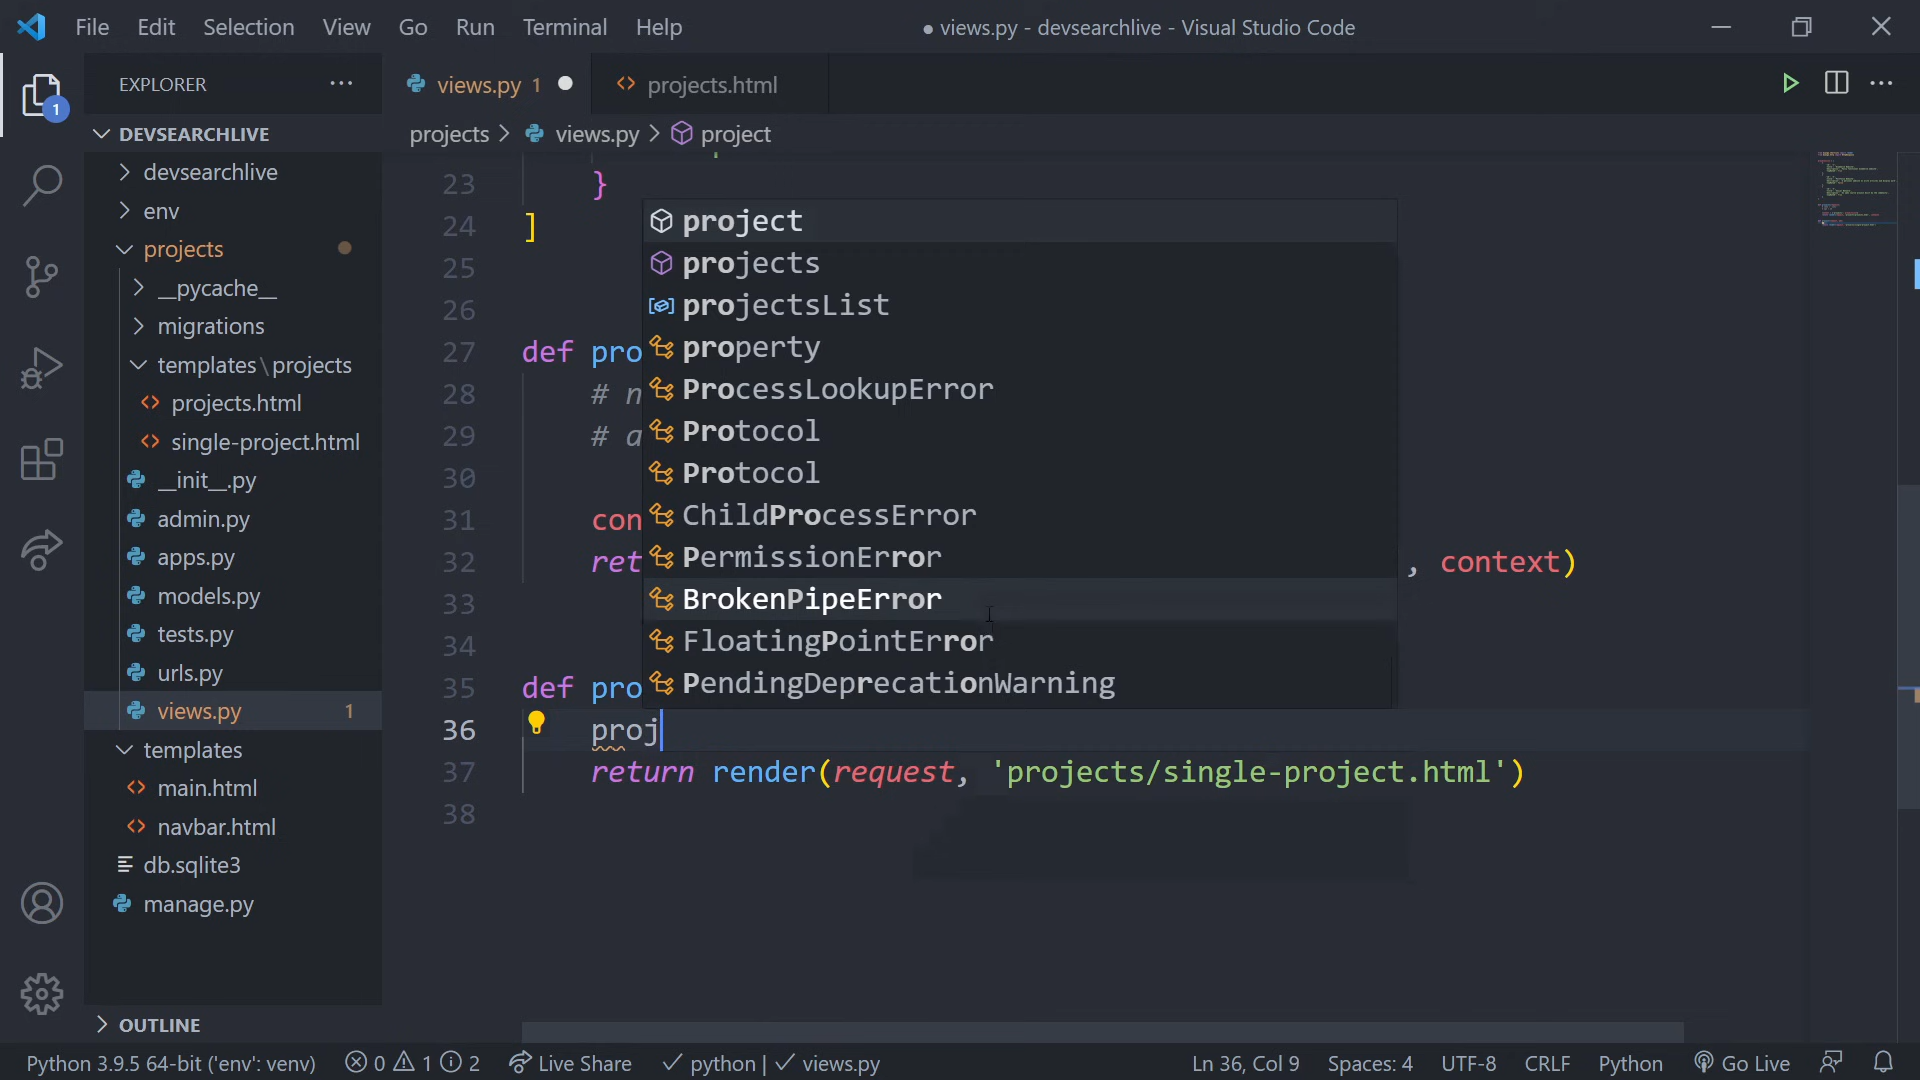 File Edit Selection View Go Run Terminal Help ● views.py - devsearchlive - Visual Studio Code
EXPLORER ···
views.py 1
projects.html
1
DEVSEARCHLIVE
projects > views.py > project
devsearchlive
env
projects
__pycache__
migrations
templates\projects
projects.html
single-project.html
__init__.py
admin.py
apps.py
models.py
tests.py
urls.py
views.py 1
templates
main.html
navbar.html
db.sqlite3
manage.py
OUTLINE
23 }
24 ]
25
26
27 def pro
28 # n
29 # a
30
31 con
32 ret , context)
33
34
35 def pro
36 proj
37 return render(request, 'projects/single-project.html')
38
project
projects
projectsList
property
ProcessLookupError
Protocol
Protocol
ChildProcessError
PermissionError
BrokenPipeError
FloatingPointError
PendingDeprecationWarning
Python 3.9.5 64-bit ('env': venv) 0 1 2 Live Share ✓ python | ✓ views.py Ln 36, Col 9 Spaces: 4 UTF-8 CRLF Python Go Live